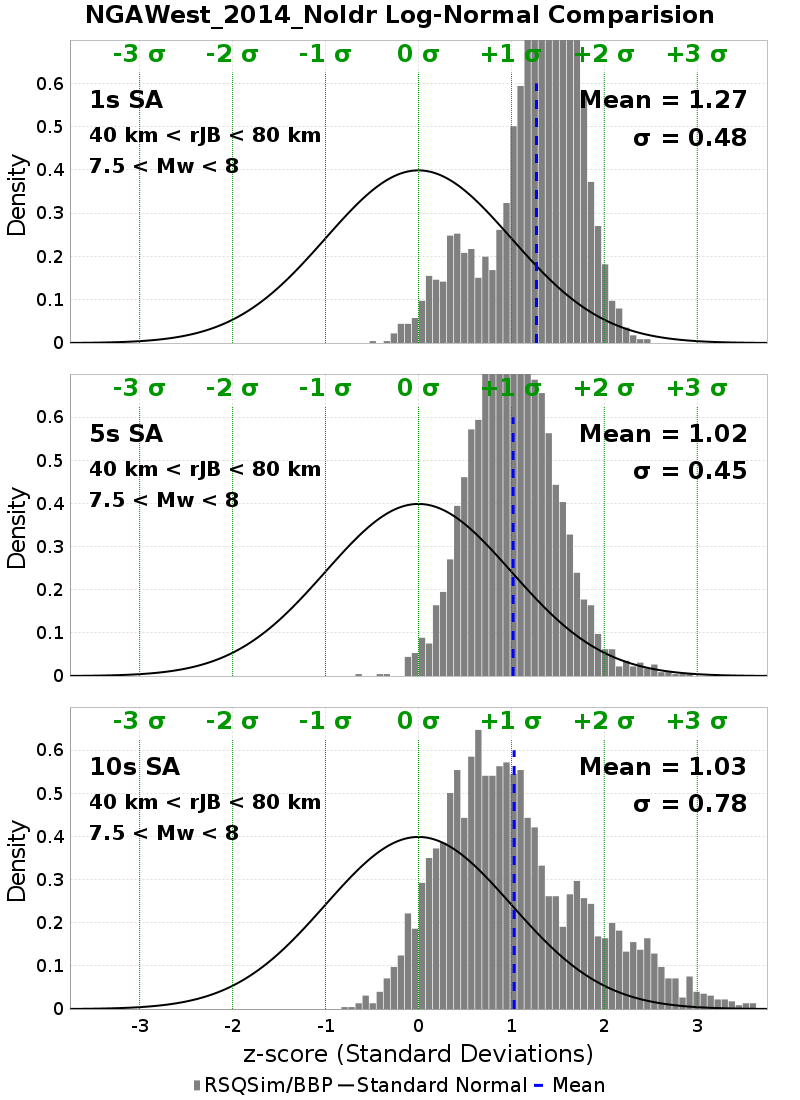 NGAWest_2014_NoIdr Log-Normal Comparision
-3 σ -2 σ -1 σ 0 σ +1 σ +2 σ +3 σ
1s SA
Mean = 1.27
40 km < rJB < 80 km
σ = 0.48
7.5 < Mw < 8
Density
0.6
0.5
0.4
0.3
0.2
0.1
0
-3 σ -2 σ -1 σ 0 σ +1 σ +2 σ +3 σ
5s SA
Mean = 1.02
40 km < rJB < 80 km
σ = 0.45
7.5 < Mw < 8
Density
0.6
0.5
0.4
0.3
0.2
0.1
0
-3 σ -2 σ -1 σ 0 σ +1 σ +2 σ +3 σ
10s SA
Mean = 1.03
40 km < rJB < 80 km
σ = 0.78
7.5 < Mw < 8
Density
0.6
0.5
0.4
0.3
0.2
0.1
0
-3 -2 -1 0 1 2 3
z-score (Standard Deviations)
RSQSim/BBP Standard Normal Mean